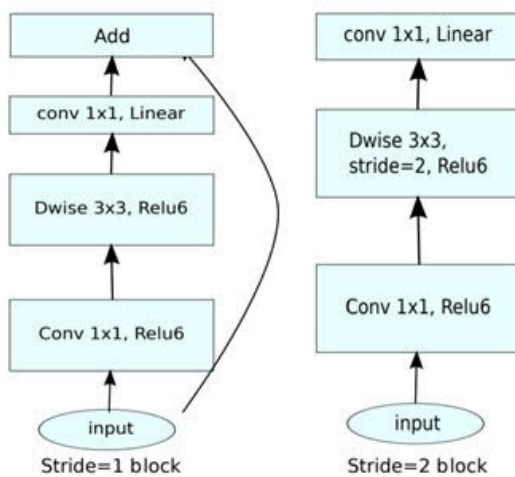 Add
conv 1x1, Linear
Dwise 3x3, Relu6
Conv 1x1, Relu6
input
Stride=1 block
conv 1x1, Linear
Dwise 3x3,
stride=2, Relu6
Conv 1x1, Relu6
input
Stride=2 block